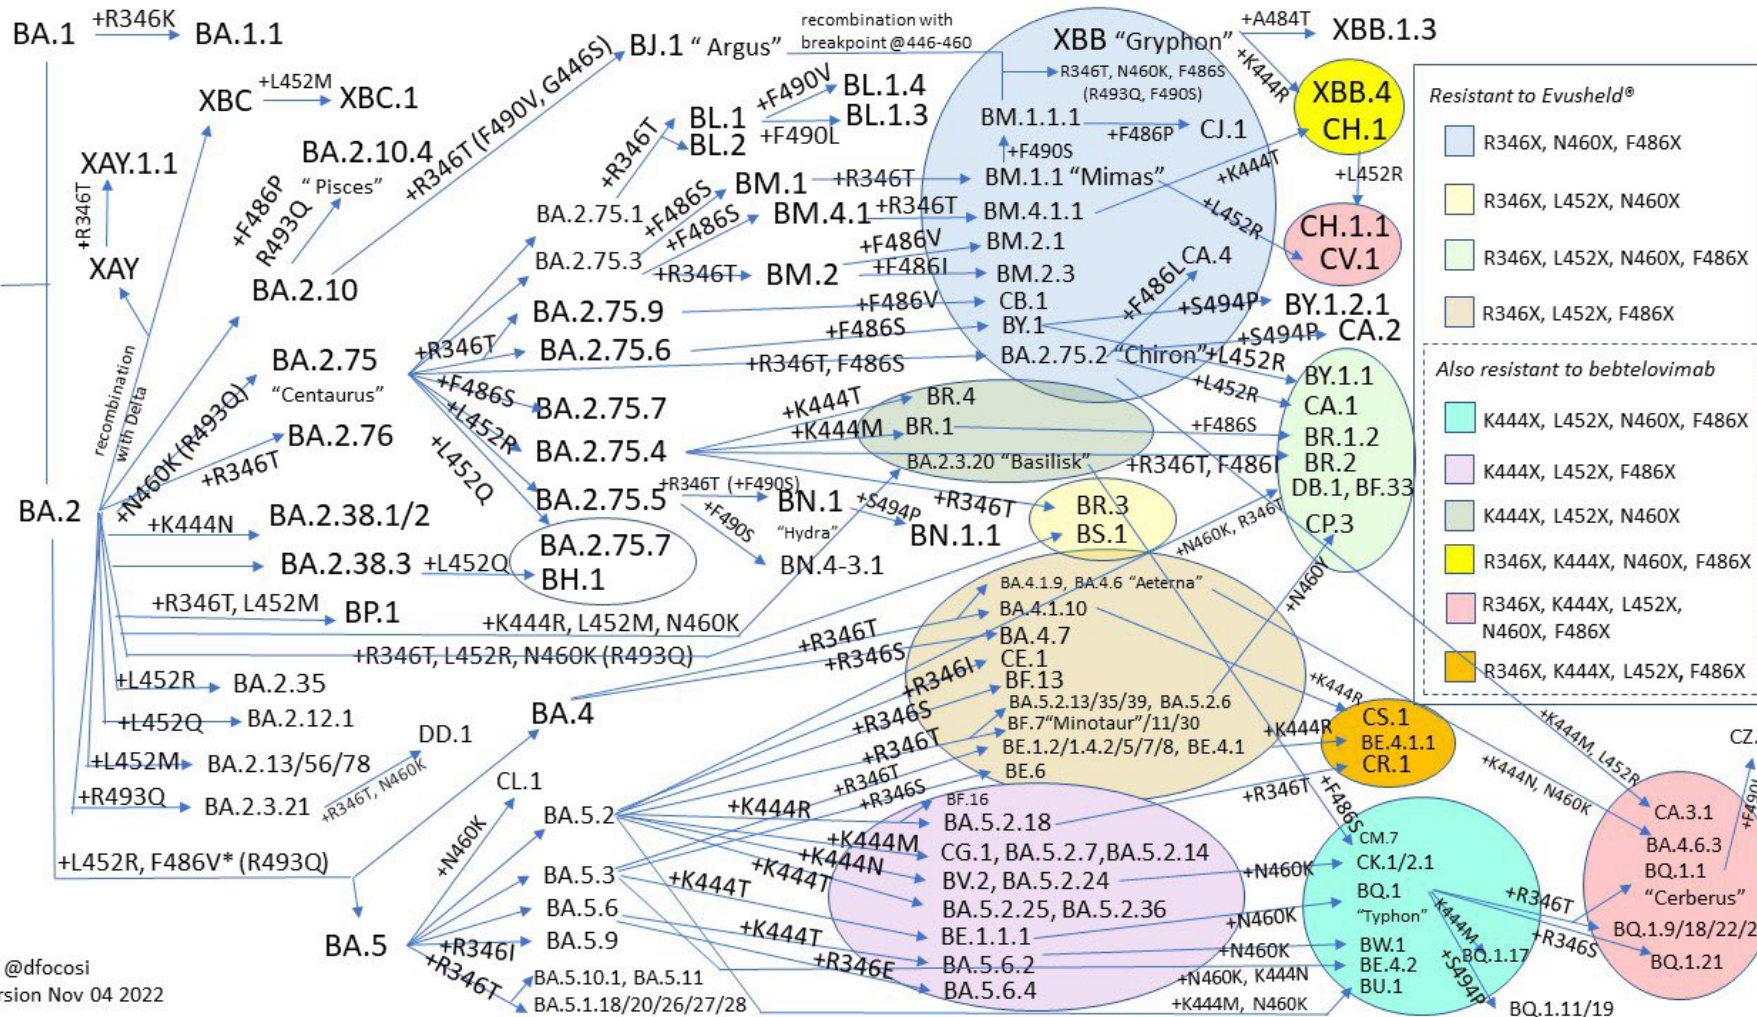 BA.1
+R346K
BA.1.1
XBC
+L452M
XBC.1
XAY.1.1
+R346T
XAY
BA.2.10.4
"Pisces"
+F486P
R493Q
BA.2.10
+R346T (F490V, G446S)
BJ.1 "Argus"
recombination with
breakpoint @446-460
BL.1
BL.2
+F490V
BL.1.4
BL.1.3
+F490L
+R346T
BA.2.75.1
BA.2.75.3
+F486S
+F486S
BM.1
+R346T
BM.4.1
+R346T
+R346T
BM.2
+F486V
+F486I
XBB "Gryphon"
R346T, N460K, F486S
(R493Q, F490S)
BM.1.1.1
+F486P
CJ.1
+F490S
BM.1.1 "Mimas"
BM.4.1.1
BM.2.1
BM.2.3
CB.1
BY.1
BA.2.75.2 "Chiron"
CA.4
+F486L
+A484T
XBB.1.3
+K444R
XBB.4
CH.1
+K444T
+L452R
+L452R
CH.1.1
CV.1
+S494P
BY.1.2.1
+S494P
CA.2
+L452R
+L452R
BY.1.1
CA.1
BR.1.2
BR.2
DB.1, BF.33
CP.3
recombination
with Delta
BA.2.75
"Centaurus"
+R346T
BA.2.75.9
+F486V
BA.2.75.6
+F486S
+R346T, F486S
+F486S
BA.2.75.7
+L452R
BA.2.75.4
+L452Q
BA.2.75.5
+K444T
BR.4
+K444M
BR.1
+F486S
BA.2.3.20 "Basilisk"
+R346T, F486I
+R346T
BR.3
BS.1
+R346T (+F490S)
BN.1
"Hydra"
+S494P
BN.1.1
+F490S
BN.4-3.1
BA.2
+N460K (R493Q)
+R346T
BA.2.76
+K444N
BA.2.38.1/2
BA.2.38.3
+L452Q
BA.2.75.7
BH.1
+R346T, L452M
BP.1
+K444R, L452M, N460K
+R346T, L452R, N460K (R493Q)
+L452R
BA.2.35
+L452Q
BA.2.12.1
+L452M
BA.2.13/56/78
+R493Q
BA.2.3.21
+R346T, N460K
DD.1
+L452R, F486V* (R493Q)
BA.4
+R346T
+R346S
BA.4.1.9, BA.4.6 "Aeterna"
BA.4.1.10
BA.4.7
CE.1
BF.13
BA.5.2.13/35/39, BA.5.2.6
BF.7"Minotaur"/11/30
BE.1.2/1.4.2/5/7/8, BE.4.1
BE.6
+R346I
+R346S
+R346T
+R346T
+R346S
+N460K, R346T
+N460Y
+K444R
+K444R
CS.1
BE.4.1.1
CR.1
+R346T
BA.5
CL.1
+N460K
BA.5.2
BA.5.3
BA.5.6
BA.5.9
+R346I
+R346T
BA.5.10.1, BA.5.11
BA.5.1.18/20/26/27/28
+K444R
+K444M
+K444N
+K444T
+K444T
+K444T
+R346E
BF.16
BA.5.2.18
CG.1, BA.5.2.7,BA.5.2.14
BV.2, BA.5.2.24
BA.5.2.25, BA.5.2.36
BE.1.1.1
BA.5.6.2
BA.5.6.4
+N460K
+N460K
+N460K
+N460K, K444N
+K444M, N460K
+F486S
CM.7
CK.1/2.1
BQ.1
"Typhon"
BW.1
BE.4.2
BU.1
K444M
BQ.1.17
+S494P
BQ.1.11/19
+R346T
+R346S
+K444M, L452R
+K444N, N460K
CA.3.1
BA.4.6.3
BQ.1.1
"Cerberus"
BQ.1.9/18/22/2
BQ.1.21
CZ.
+F490
Resistant to Evusheld®
R346X, N460X, F486X
R346X, L452X, N460X
R346X, L452X, N460X, F486X
R346X, L452X, F486X
Also resistant to bebtelovimab
K444X, L452X, N460X, F486X
K444X, L452X, F486X
K444X, L452X, N460X
R346X, K444X, N460X, F486X
R346X, K444X, L452X,
N460X, F486X
R346X, K444X, L452X, F486X
@dfocosi
rsion Nov 04 2022